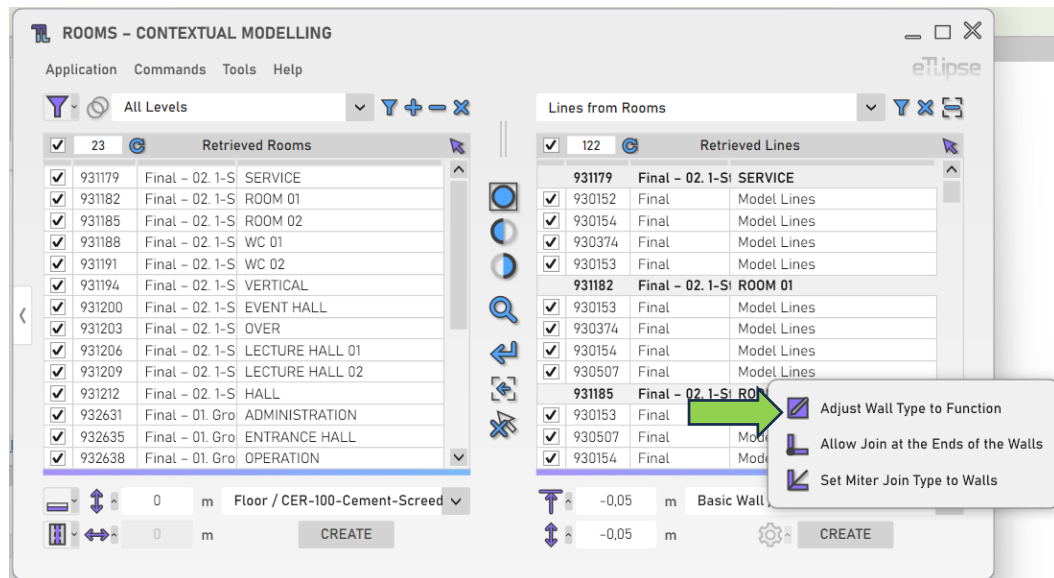 ROOMS – CONTEXTUAL MODELLING
Application Commands Tools Help
eTLipse
All Levels
Lines from Rooms
23 Retrieved Rooms
122 Retrieved Lines
931179 Final – 02. 1-S SERVICE
931182 Final – 02. 1-S ROOM 01
931185 Final – 02. 1-S ROOM 02
931188 Final – 02. 1-S WC 01
931191 Final – 02. 1-S WC 02
931194 Final – 02. 1-S VERTICAL
931200 Final – 02. 1-S EVENT HALL
931203 Final – 02. 1-S OVER
931206 Final – 02. 1-S LECTURE HALL 01
931209 Final – 02. 1-S LECTURE HALL 02
931212 Final – 02. 1-S HALL
932631 Final – 01. Gro ADMINISTRATION
932635 Final – 01. Gro ENTRANCE HALL
932638 Final – 01. Gro OPERATION
931179 Final – 02. 1-St SERVICE
930152 Final Model Lines
930154 Final Model Lines
930374 Final Model Lines
930153 Final Model Lines
931182 Final – 02. 1-St ROOM 01
930153 Final Model Lines
930374 Final Model Lines
930154 Final Model Lines
930507 Final Model Lines
931185 Final – 02. 1-St ROO
930153 Final
930507 Final Mod
930154 Final Mode
Adjust Wall Type to Function
Allow Join at the Ends of the Walls
Set Miter Join Type to Walls
0 m Floor / CER-100-Cement-Screed
0 m CREATE
-0,05 m Basic Wall /
-0,05 m CREATE